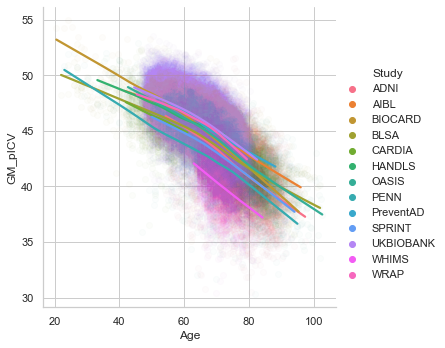 55
50
45
40
35
30
GM_pICV
20
40
60
80
100
Age
Study
ADNI
AIBL
BIOCARD
BLSA
CARDIA
HANDLS
OASIS
PENN
PreventAD
SPRINT
UKBIOBANK
WHIMS
WRAP